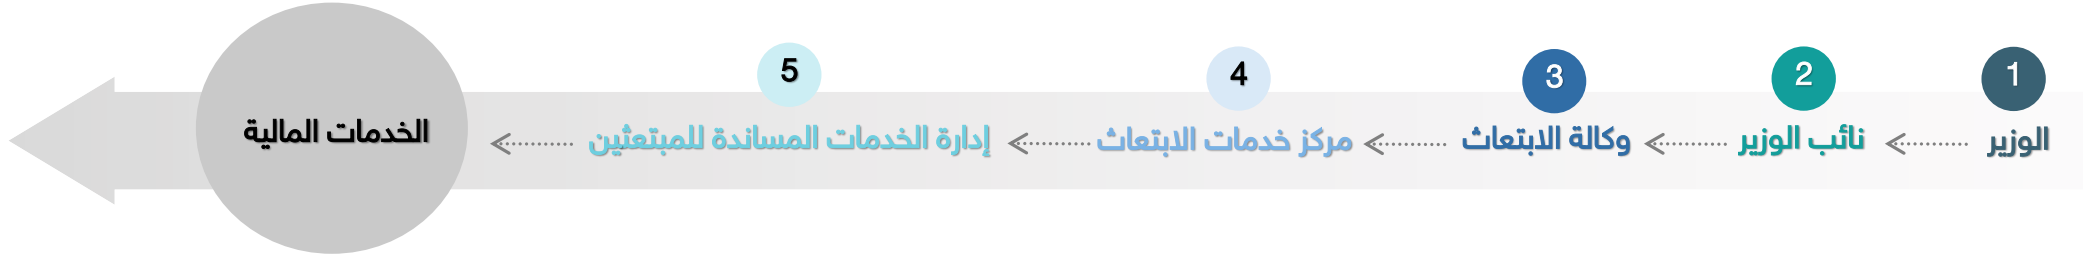 1
الوزير
2
نائب الوزير
3
وكالة الابتعاث
4
مركز خدمات الابتعاث
5
إدارة الخدمات المساندة للمبتعثين
الخدمات المالية